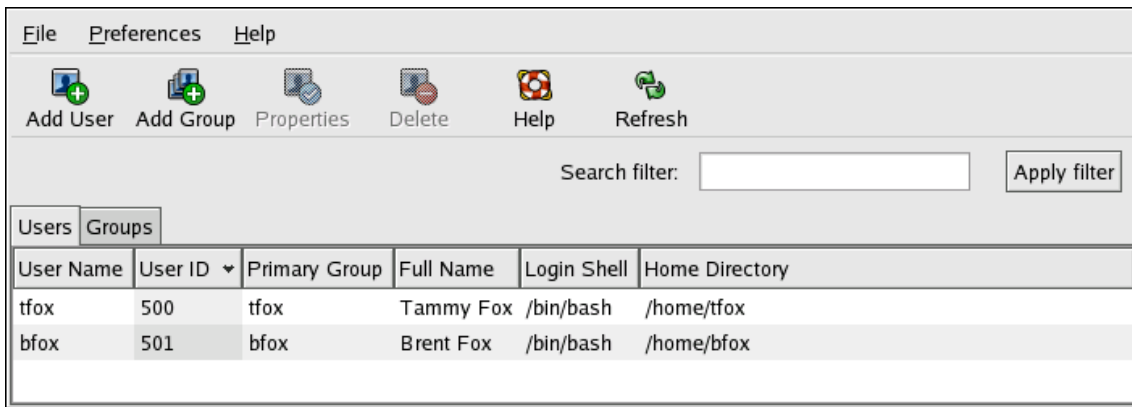 File Preferences Help
Add User Add Group Properties Delete Help Refresh
Search filter: Apply filter
Users Groups
User Name User ID Primary Group Full Name Login Shell Home Directory
tfox 500 tfox Tammy Fox /bin/bash /home/tfox
bfox 501 bfox Brent Fox /bin/bash /home/bfox